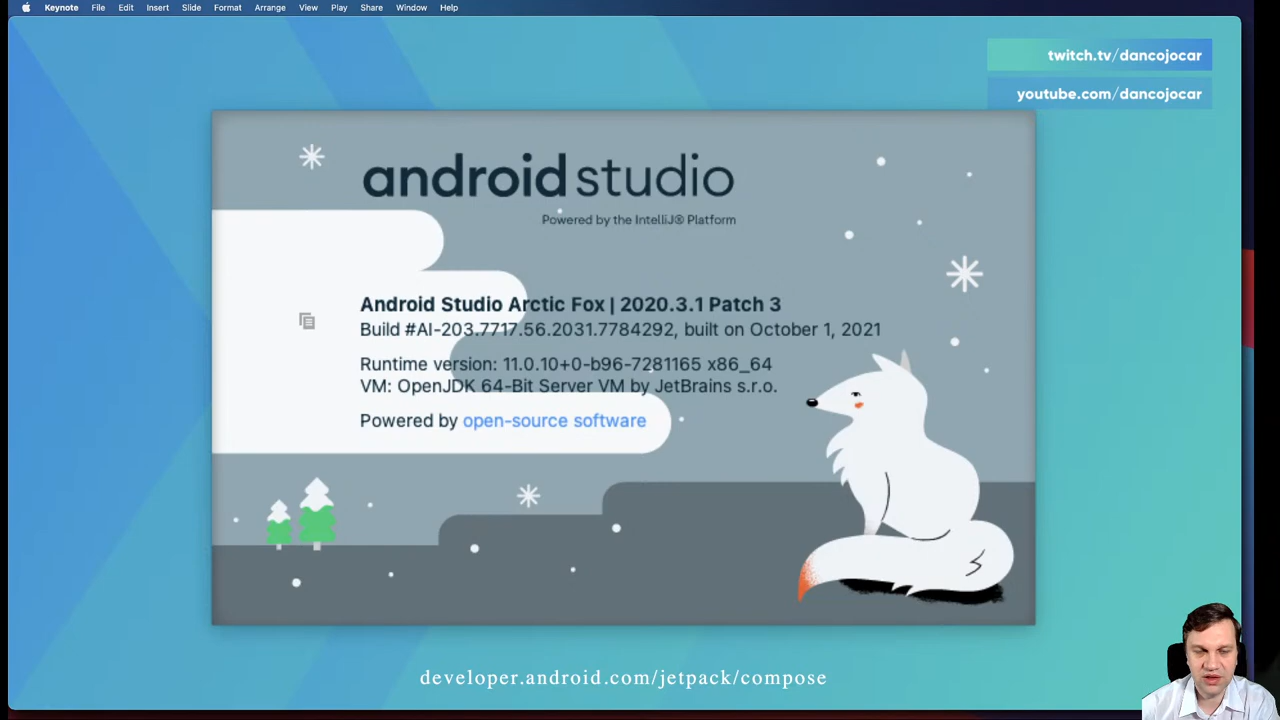 Keynote File Edit Insert Slide Format Arrange View Play Share Window Help
twitch.tv/dancojocar
youtube.com/dancojocar
android studio
Powered by the IntelliJ® Platform
Android Studio Arctic Fox | 2020.3.1 Patch 3
Build #AI-203.7717.56.2031.7784292, built on October 1, 2021
Runtime version: 11.0.10+0-b96-7281165 x86_64
VM: OpenJDK 64-Bit Server VM by JetBrains s.r.o.
Powered by open-source software
developer.android.com/jetpack/compose